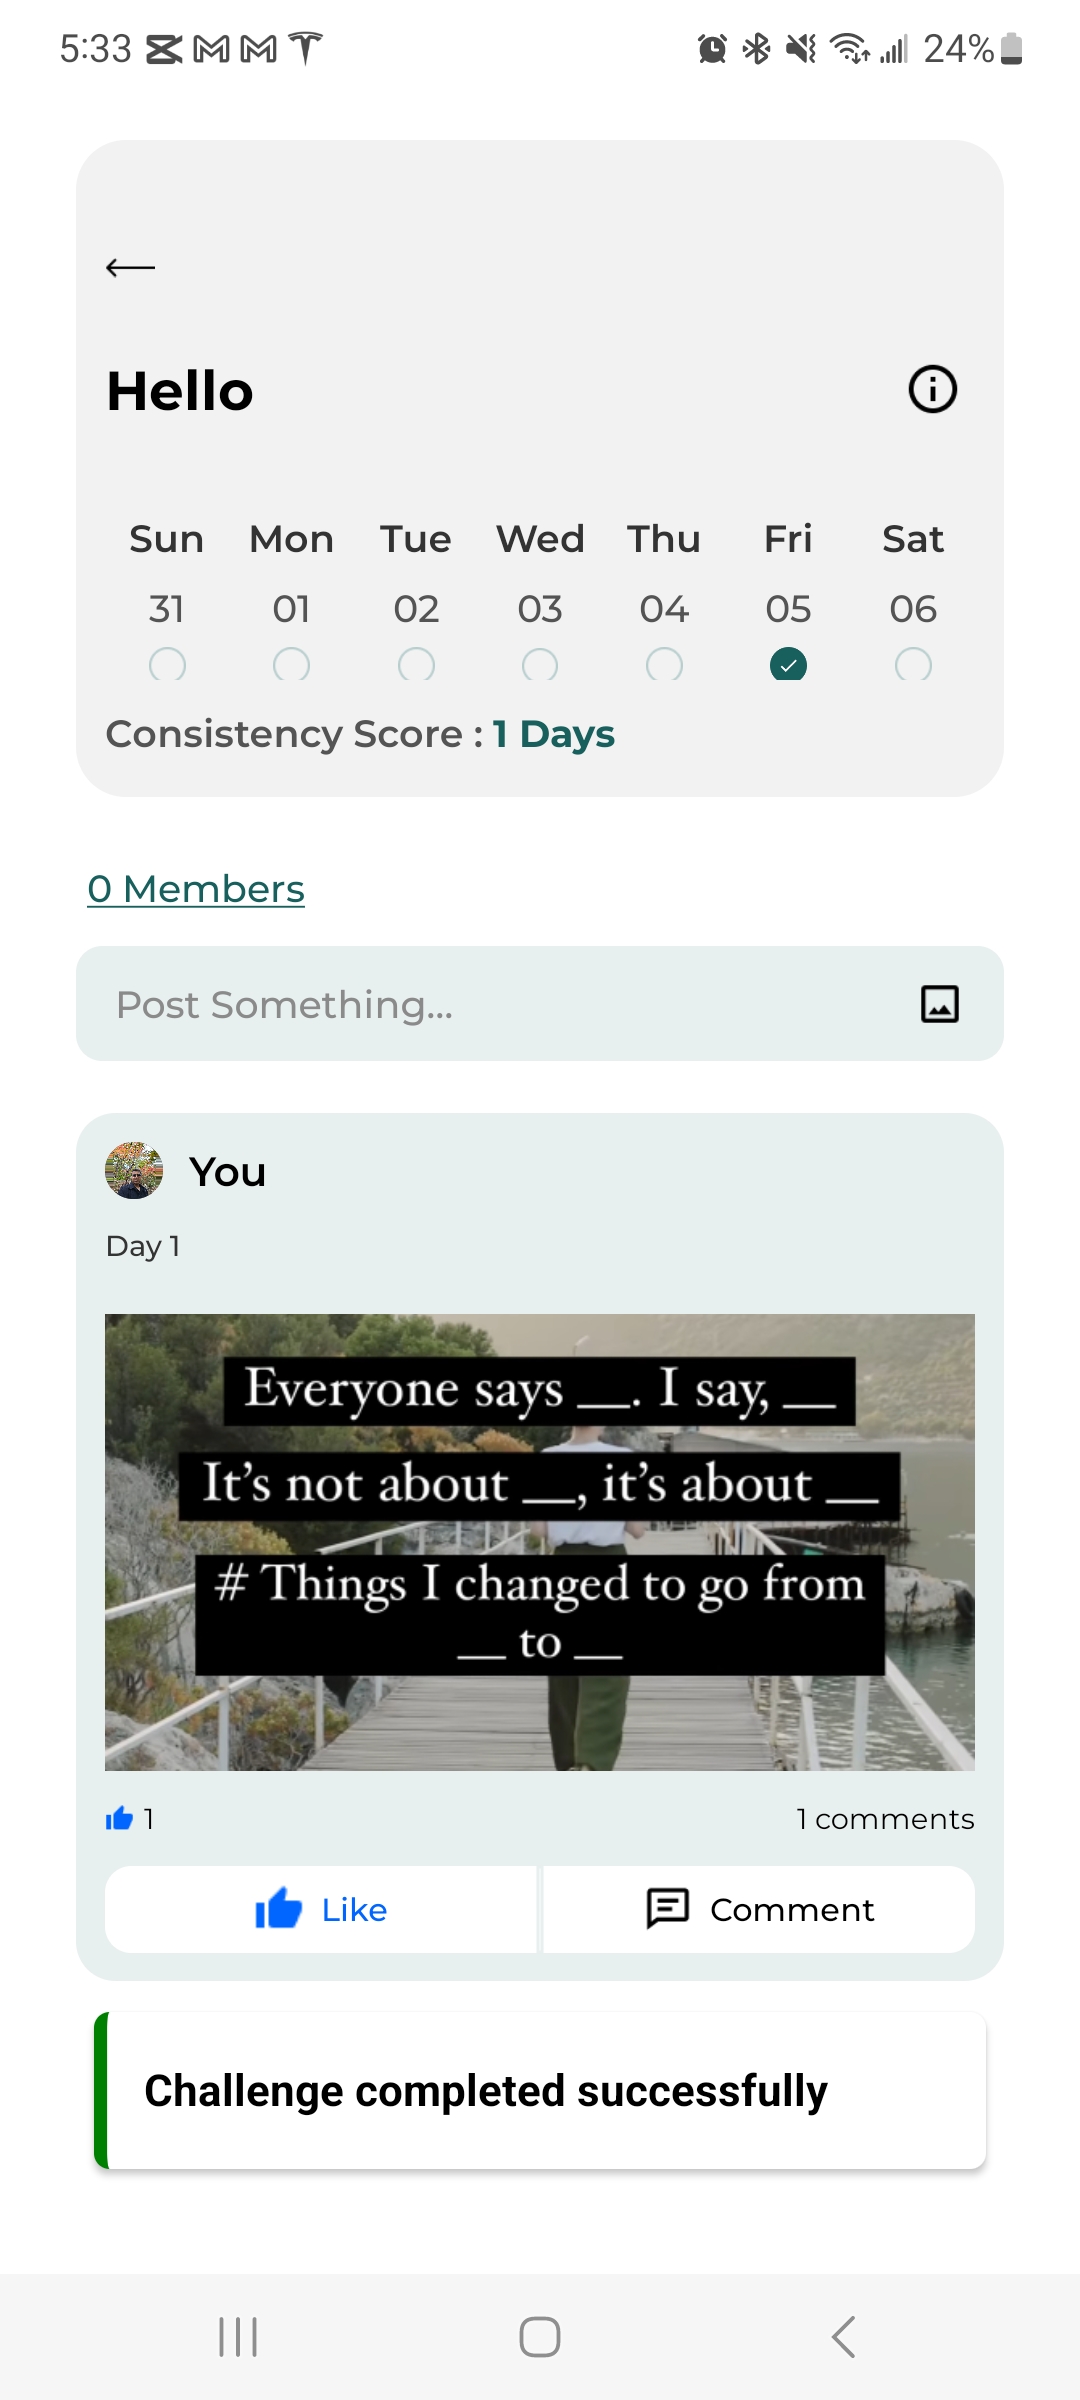 5:33
24%
Hello
Sun Mon Tue Wed Thu Fri Sat
31 01 02 03 04 05 06
Consistency Score : 1 Days
0 Members
Post Something...
You
Day 1
Everyone says __. I say, __
It's not about __, it's about __
# Things I changed to go from
__ to __
1
1 comments
Like
Comment
Challenge completed successfully